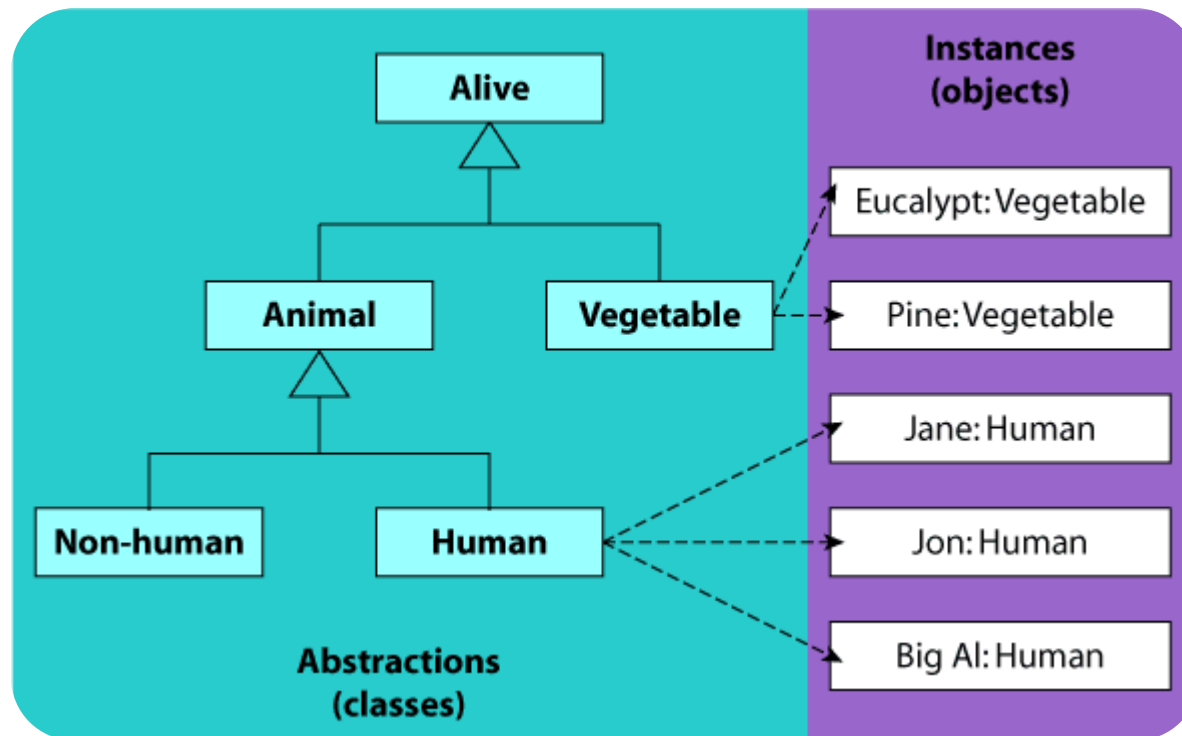 Alive
Animal
Vegetable
Non-human
Human
Abstractions
(classes)
Instances
(objects)
Eucalypt: Vegetable
Pine: Vegetable
Jane: Human
Jon: Human
Big Al: Human